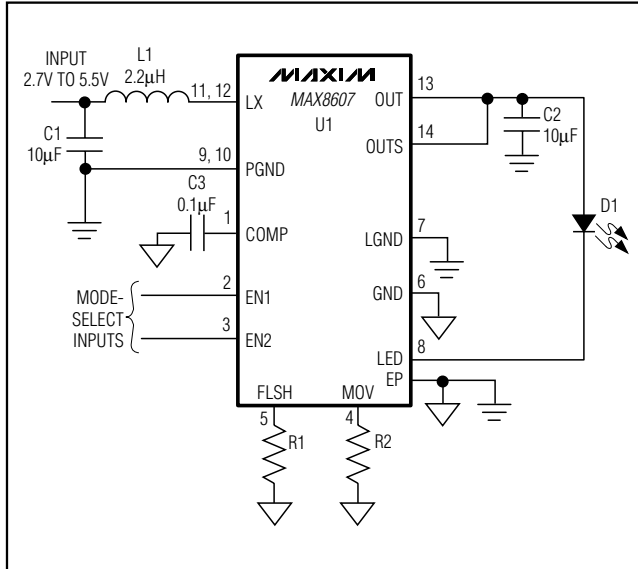 INPUT
2.7V TO 5.5V
L1
2.2µH
11, 12
LX
C1
10µF
9, 10
PGND
C3
0.1µF
1
COMP
MODE-
SELECT
INPUTS
2
EN1
3
EN2
MAXIM
MAX8607
U1
OUT
13
OUTS
14
C2
10µF
D1
LGND
7
GND
6
LED
8
EP
FLSH
MOV
5
4
R1
R2